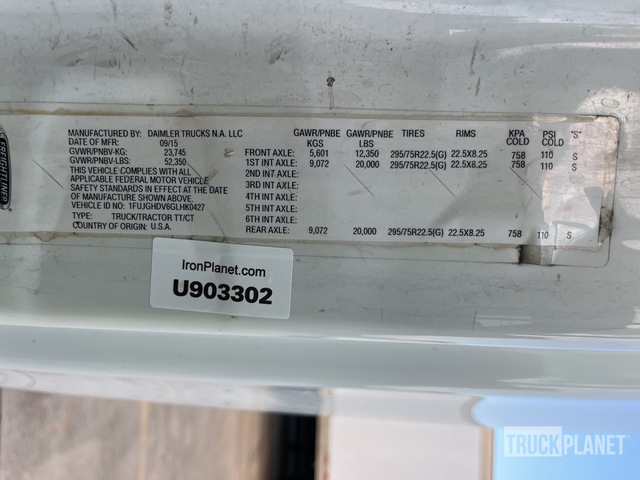 FREIGHTLINER
MANUFACTURED BY: DAIMLER TRUCKS N.A. LLC
DATE OF MFR: 09/15
GVWR/PNBV-KG: 23,745
GVWR/PNBV-LBS: 52,350
THIS VEHICLE COMPLIES WITH ALL
APPLICABLE FEDERAL MOTOR VEHICLE
SAFETY STANDARDS IN EFFECT AT THE DATE
OF MANUFACTURE SHOWN ABOVE.
VEHICLE ID NO.: 1FUJGHDV6GLHK0427
TYPE: TRUCK/TRACTOR TT/CT
COUNTRY OF ORIGIN: U.S.A.
GAWR/PNBE GAWR/PNBE TIRES RIMS KPA PSI "S"
KGS LBS COLD COLD
FRONT AXLE: 5,601 12,350 295/75R22.5(G) 22.5X8.25 758 110 S
1ST INT AXLE: 9,072 20,000 295/75R22.5(G) 22.5X8.25 758 110 S
2ND INT AXLE:
3RD INT AXLE:
4TH INT AXLE:
5TH INT AXLE:
6TH INT AXLE:
REAR AXLE: 9,072 20,000 295/75R22.5(G) 22.5X8.25 758 110 S
IronPlanet.com
U903302
TRUCKPLANET